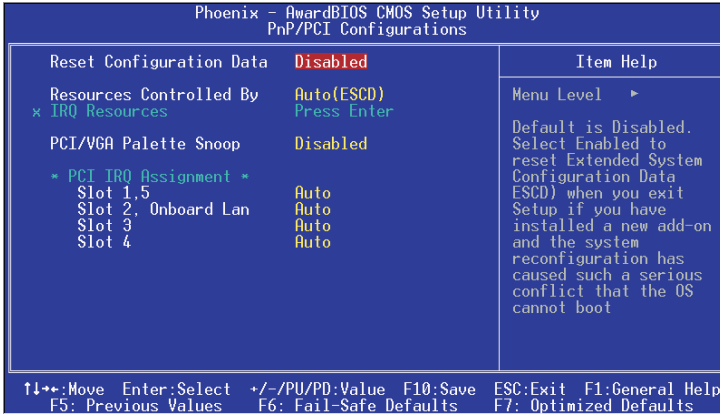 Phoenix - AwardBIOS CMOS Setup Utility
PnP/PCI Configurations
Reset Configuration Data Disabled
Resources Controlled By Auto(ESCD)
x IRQ Resources Press Enter
PCI/VGA Palette Snoop Disabled
* PCI IRQ Assignment *
Slot 1,5 Auto
Slot 2, Onboard Lan Auto
Slot 3 Auto
Slot 4 Auto
Item Help
Menu Level ►
Default is Disabled.
Select Enabled to
reset Extended System
Configuration Data
ESCD) when you exit
Setup if you have
installed a new add-on
and the system
reconfiguration has
caused such a serious
conflict that the OS
cannot boot
↑↓→←:Move Enter:Select +/-/PU/PD:Value F10:Save ESC:Exit F1:General Help
F5: Previous Values F6: Fail-Safe Defaults F7: Optimized Defaults